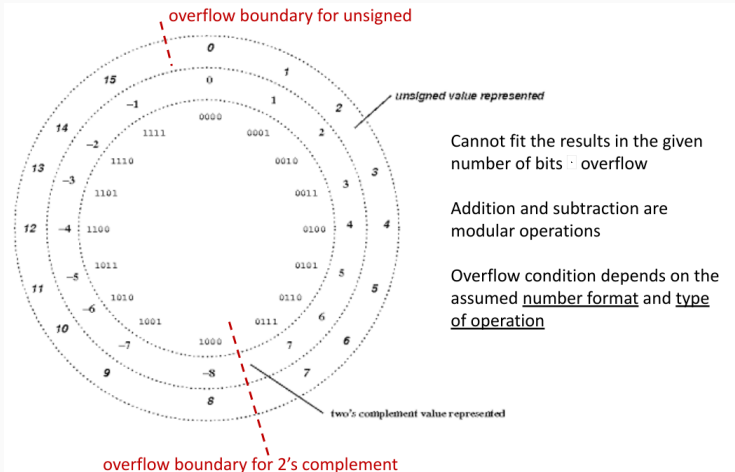 overflow boundary for unsigned
0
15 0 1
-1 1 2
unsigned value represented
0000
14 1111 0001 2
-2
1110 0010
13 -3 3 3
1101 0011
12 -4 1100 0100 4 4
1011 0101
-5 5
11 1010 0110 5
-6 6
10 1001 0111
1000 6
-7 7
9 -8 7
8
two's complement value represented
overflow boundary for 2's complement
Cannot fit the results in the given
number of bits overflow
Addition and subtraction are
modular operations
Overflow condition depends on the
assumed number format and type
of operation